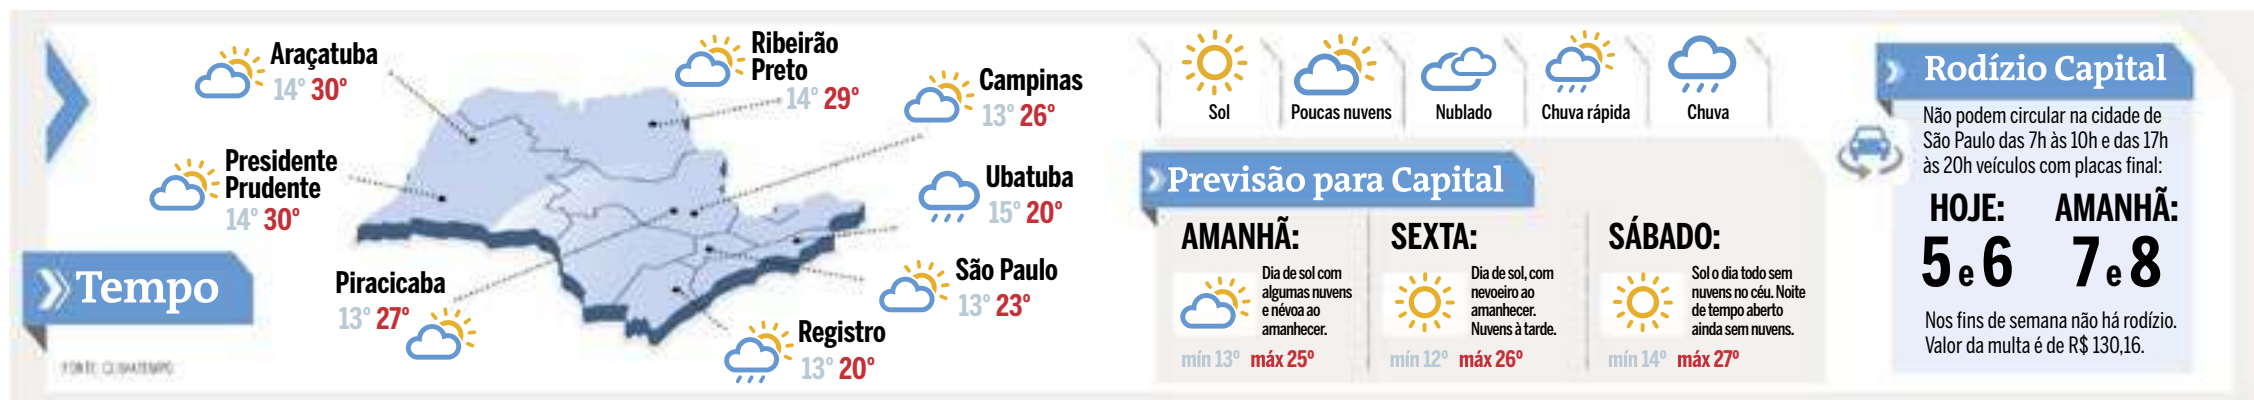 Araçatuba
14° 30°
Ribeirão
Preto
14° 29°
Campinas
13° 26°
Presidente
Prudente
14° 30°
Ubatuba
15° 20°
Tempo
Piracicaba
13° 27°
São Paulo
13° 23°
Registro
13° 20°
FONTE: CLIMATEMPO
Sol
Poucas nuvens
Nublado
Chuva rápida
Chuva
Previsão para Capital
AMANHÃ:
Dia de sol com
algumas nuvens
e névoa ao
amanhecer.
mín 13° máx 25°
SEXTA:
Dia de sol, com
nevoeiro ao
amanhecer.
Nuvens à tarde.
mín 12° máx 26°
SÁBADO:
Sol o dia todo sem
nuvens no céu. Noite
de tempo aberto
ainda sem nuvens.
mín 14° máx 27°
Rodízio Capital
Não podem circular na cidade de
São Paulo das 7h às 10h e das 17h
às 20h veículos com placas final:
HOJE:
5 e 6
AMANHÃ:
7 e 8
Nos fins de semana não há rodízio.
Valor da multa é de R$ 130,16.